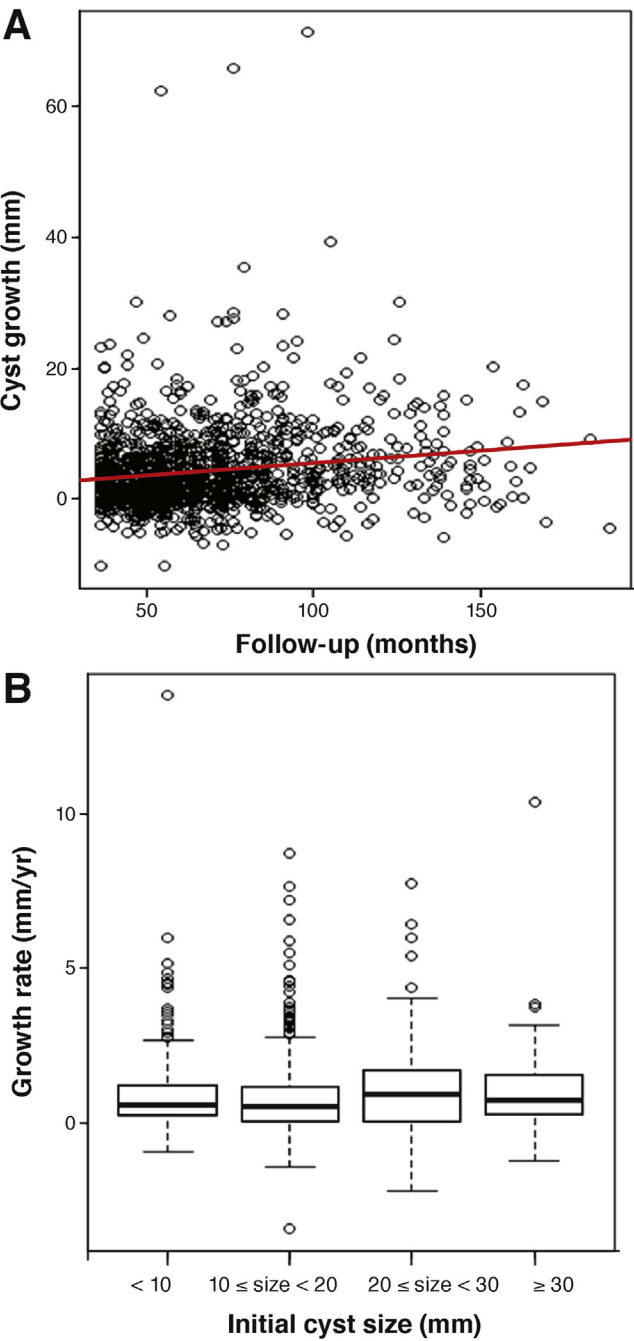 A
60
40
20
0
Cyst growth (mm)
50 100 150
Follow-up (months)
B
10
5
0
Growth rate (mm/yr)
< 10 10 ≤ size < 20 20 ≤ size < 30 ≥ 30
Initial cyst size (mm)